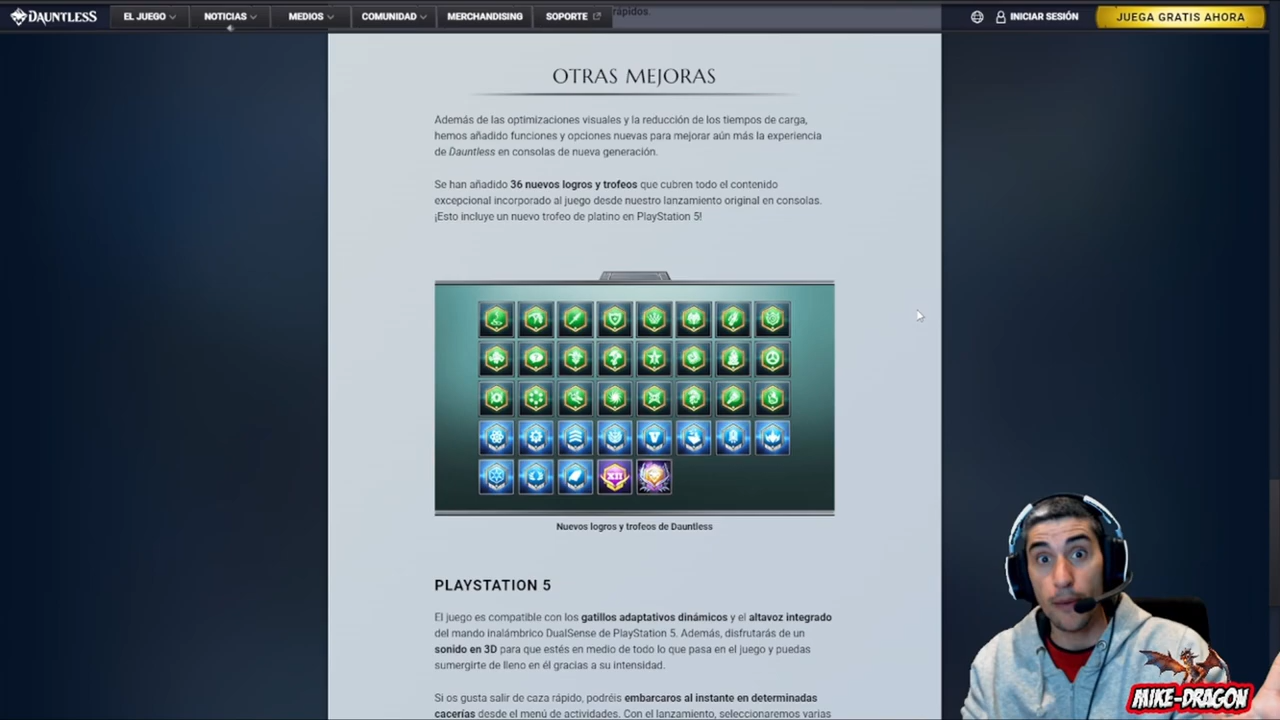 DAUNTLESS EL JUEGO NOTICIAS MEDIOS COMUNIDAD MERCHANDISING SOPORTE rápidos. INICIAR SESIÓN JUEGA GRATIS AHORA
OTRAS MEJORAS
Además de las optimizaciones visuales y la reducción de los tiempos de carga,
hemos añadido funciones y opciones nuevas para mejorar aún más la experiencia
de Dauntless en consolas de nueva generación.
Se han añadido 36 nuevos logros y trofeos que cubren todo el contenido
excepcional incorporado al juego desde nuestro lanzamiento original en consolas.
¡Esto incluye un nuevo trofeo de platino en PlayStation 5!
V
XII
Nuevos logros y trofeos de Dauntless
PLAYSTATION 5
El juego es compatible con los gatillos adaptativos dinámicos y el altavoz integrado
del mando inalámbrico DualSense de PlayStation 5. Además, disfrutarás de un
sonido en 3D para que estés en medio de todo lo que pasa en el juego y puedas
sumergirte de lleno en él gracias a su intensidad.
Si os gusta salir de caza rápido, podréis embarcaros al instante en determinadas
cacerías desde el menú de actividades. Con el lanzamiento, seleccionaremos varias
MIKE-DRAGON